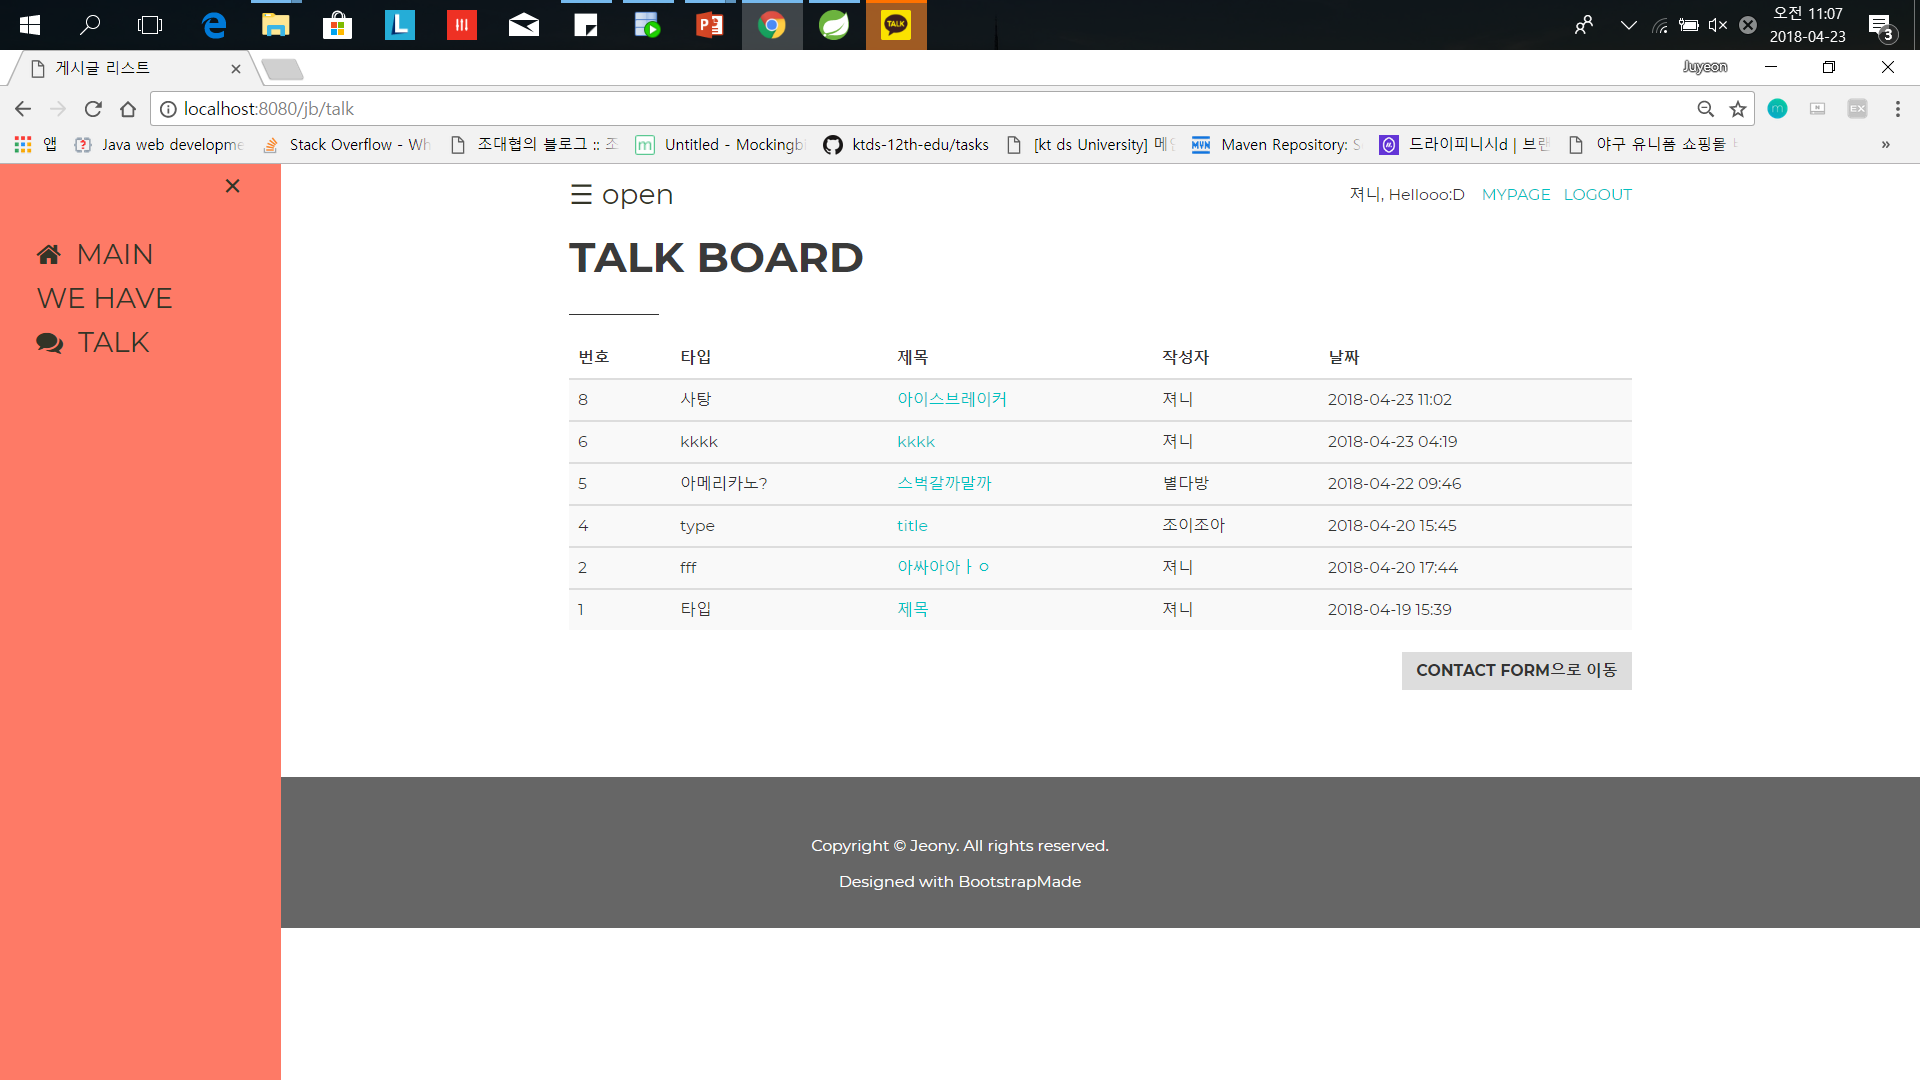 TALK
오전 11:07
2018-04-23
3
게시글 리스트
Juyeon
localhost:8080/jb/talk
앱 Java web developme Stack Overflow - Wh 조대협의 블로그 :: 조 Untitled - Mockingbi ktds-12th-edu/tasks [kt ds University] 메인 Maven Repository: S 드라이피니시d | 브랜 야구 유니폼 쇼핑몰 »
☰ open
져니, Hellooo:D MYPAGE LOGOUT
MAIN
WE HAVE
TALK
TALK BOARD
번호 타입 제목 작성자 날짜
8 사탕 아이스브레이커 져니 2018-04-23 11:02
6 kkkk kkkk 져니 2018-04-23 04:19
5 아메리카노? 스벅갈까말까 별다방 2018-04-22 09:46
4 type title 조이조아 2018-04-20 15:45
2 fff 아싸아아ㅏㅇ 져니 2018-04-20 17:44
1 타입 제목 져니 2018-04-19 15:39
CONTACT FORM으로 이동
Copyright © Jeony. All rights reserved.
Designed with BootstrapMade